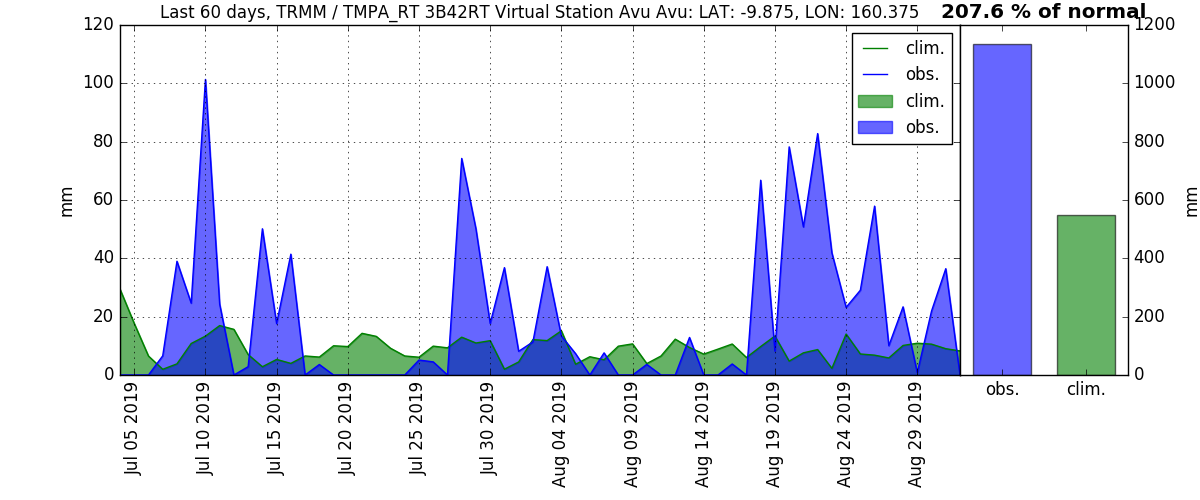 Last 60 days, TRMM / TMPA_RT 3B42RT Virtual Station Avu Avu: LAT: -9.875, LON: 160.375
207.6 % of normal
120
100
80
60
40
20
0
mm
clim.
obs.
clim.
obs.
Jul 05 2019
Jul 10 2019
Jul 15 2019
Jul 20 2019
Jul 25 2019
Jul 30 2019
Aug 04 2019
Aug 09 2019
Aug 14 2019
Aug 19 2019
Aug 24 2019
Aug 29 2019
1200
1000
800
600
400
200
0
mm
obs.
clim.